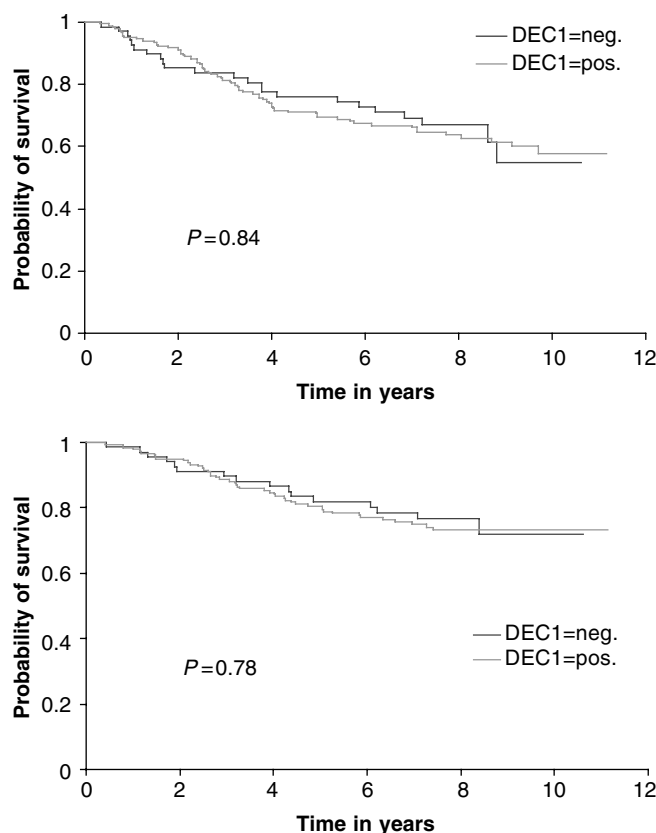 Probability of survival
1
0.8
0.6
0.4
0.2
0
DEC1=neg.
DEC1=pos.
P=0.84
0 2 4 6 8 10 12
Time in years
Probability of survival
1
0.8
0.6
0.4
0.2
0
DEC1=neg.
DEC1=pos.
P=0.78
0 2 4 6 8 10 12
Time in years